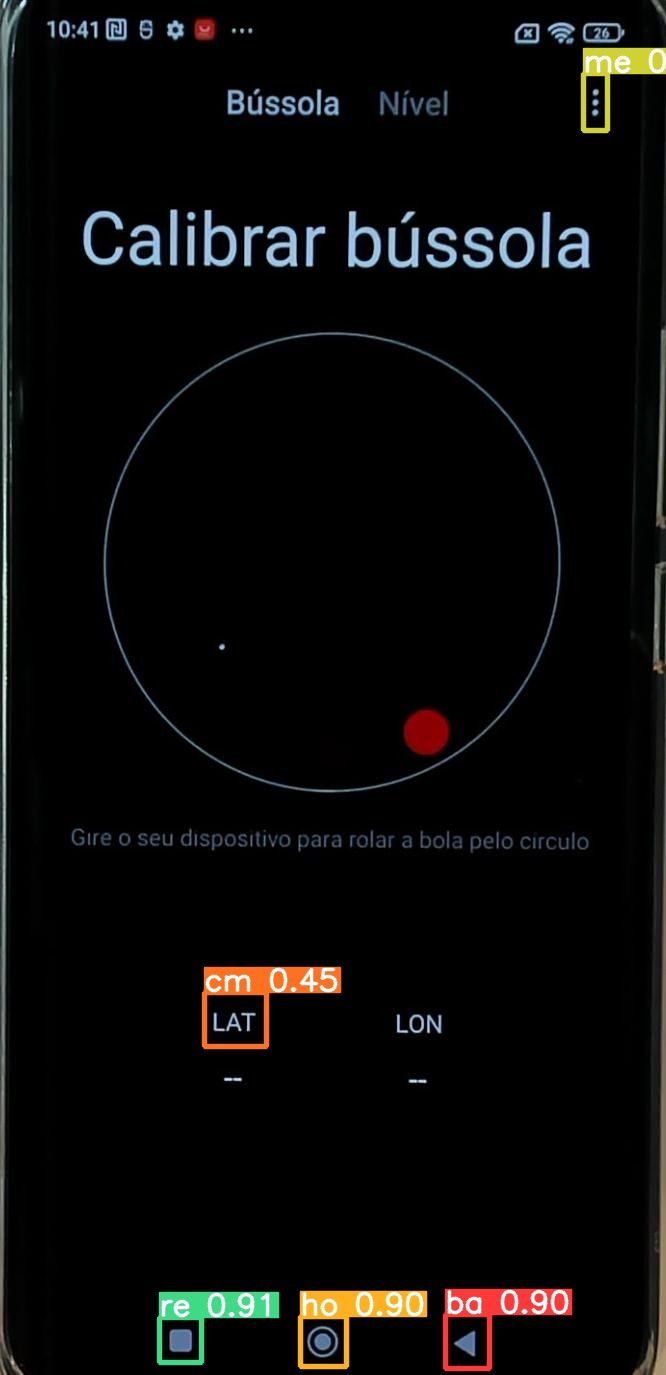 10:41 ... 26
me 0
Bússola Nível
Calibrar bússola
Gire o seu dispositivo para rolar a bola pelo círculo
cm 0.45
LAT LON
-- --
re 0.91 ho 0.90 ba 0.90